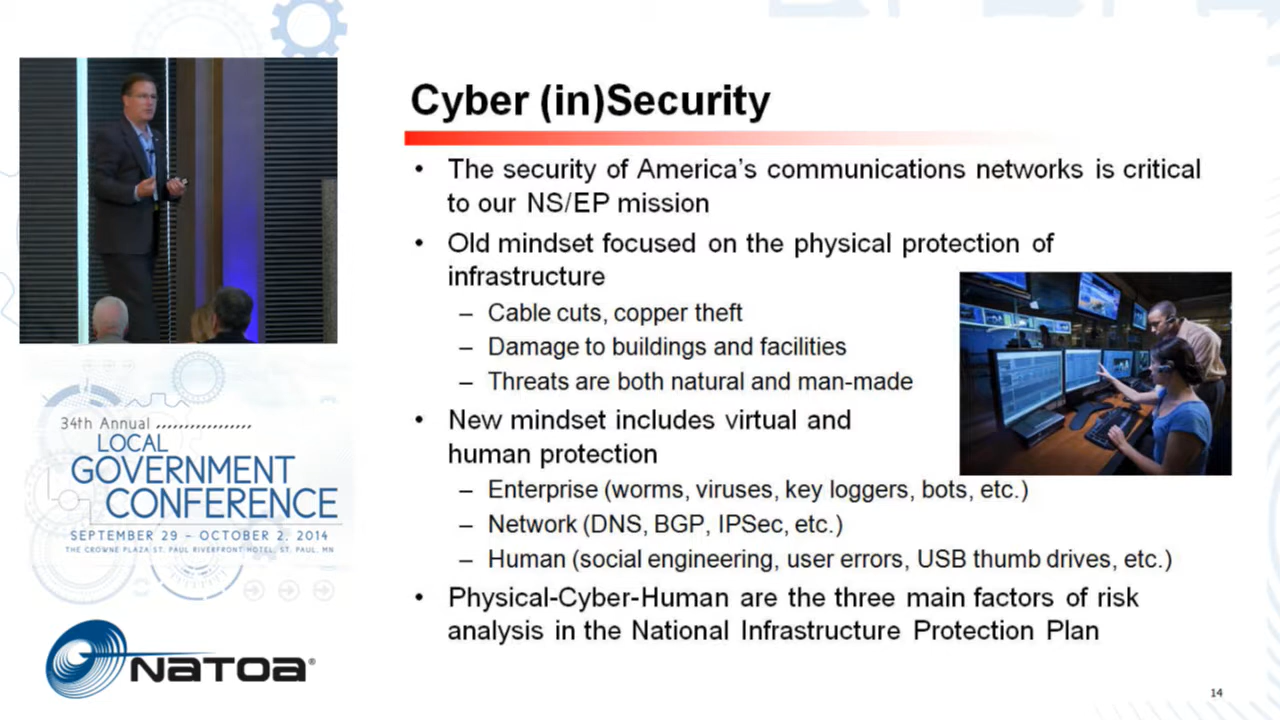 Cyber (in)Security
• The security of America's communications networks is critical
to our NS/EP mission
• Old mindset focused on the physical protection of
infrastructure
– Cable cuts, copper theft
– Damage to buildings and facilities
– Threats are both natural and man-made
• New mindset includes virtual and
human protection
– Enterprise (worms, viruses, key loggers, bots, etc.)
– Network (DNS, BGP, IPSec, etc.)
– Human (social engineering, user errors, USB thumb drives, etc.)
• Physical-Cyber-Human are the three main factors of risk
analysis in the National Infrastructure Protection Plan
34th Annual
LOCAL
GOVERNMENT
CONFERENCE
SEPTEMBER 29 – OCTOBER 2, 2014
THE CROWNE PLAZA ST. PAUL RIVERFRONT HOTEL, ST. PAUL, MN
NATOA®
14